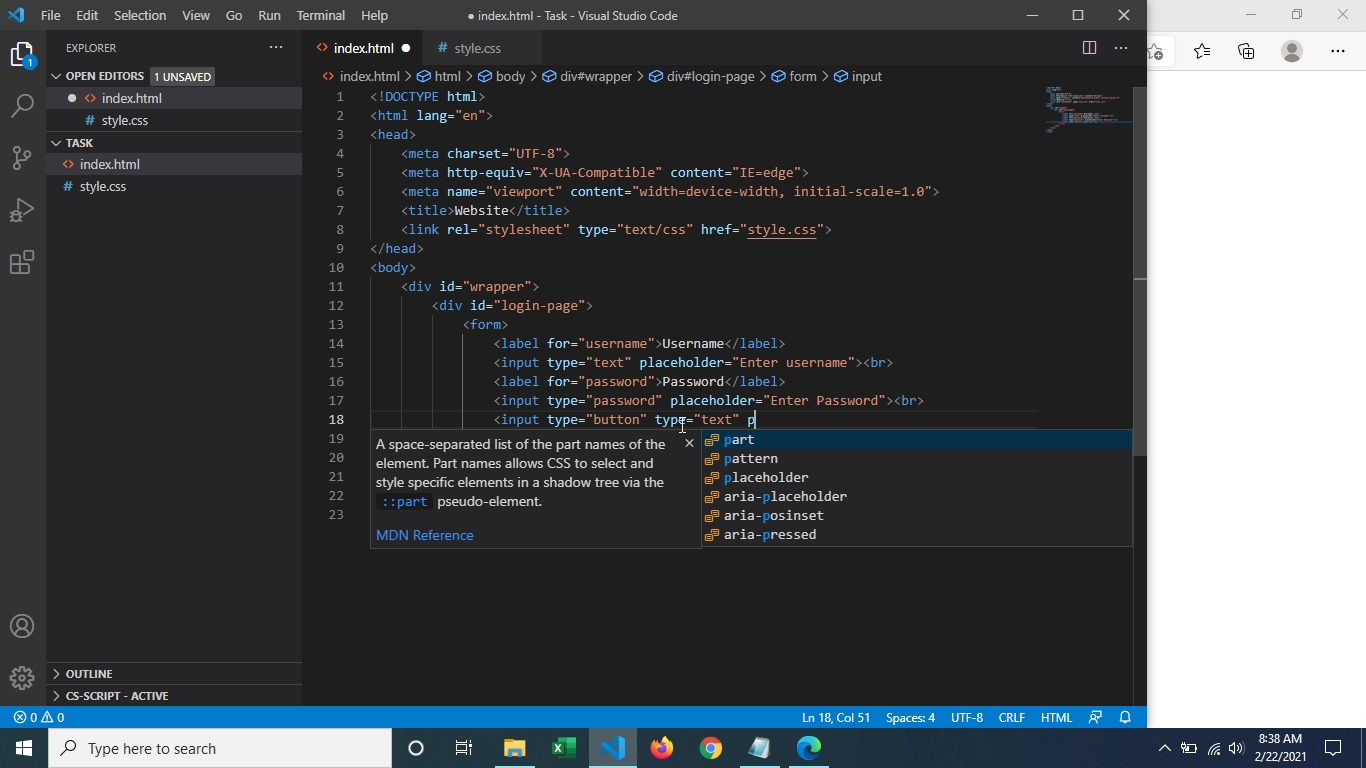 File Edit Selection View Go Run Terminal Help
● index.html - Task - Visual Studio Code
EXPLORER
OPEN EDITORS 1 UNSAVED
index.html
# style.css
TASK
index.html
# style.css
OUTLINE
CS-SCRIPT - ACTIVE
1
index.html ●
# style.css
index.html > html > body > div#wrapper > div#login-page > form > input
1 <!DOCTYPE html>
2 <html lang="en">
3 <head>
4 <meta charset="UTF-8">
5 <meta http-equiv="X-UA-Compatible" content="IE=edge">
6 <meta name="viewport" content="width=device-width, initial-scale=1.0">
7 <title>Website</title>
8 <link rel="stylesheet" type="text/css" href="style.css">
9 </head>
10 <body>
11 <div id="wrapper">
12 <div id="login-page">
13 <form>
14 <label for="username">Username</label>
15 <input type="text" placeholder="Enter username"><br>
16 <label for="password">Password</label>
17 <input type="password" placeholder="Enter Password"><br>
18 <input type="button" type="text" p
19
20
21
22
23
A space-separated list of the part names of the
element. Part names allows CSS to select and
style specific elements in a shadow tree via the
::part pseudo-element.
MDN Reference
part
pattern
placeholder
aria-placeholder
aria-posinset
aria-pressed
0 0
Ln 18, Col 51 Spaces: 4 UTF-8 CRLF HTML
Type here to search
8:38 AM
2/22/2021